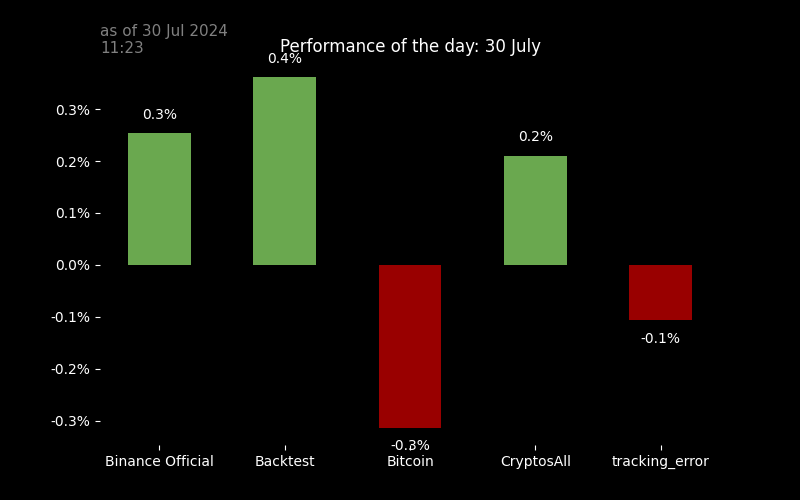 as of 30 Jul 2024
11:23
Performance of the day: 30 July
0.3%
0.2%
0.1%
0.0%
-0.1%
-0.2%
-0.3%
0.3%
0.4%
-0.3%
0.2%
-0.1%
Binance Official
Backtest
Bitcoin
CryptosAll
tracking_error